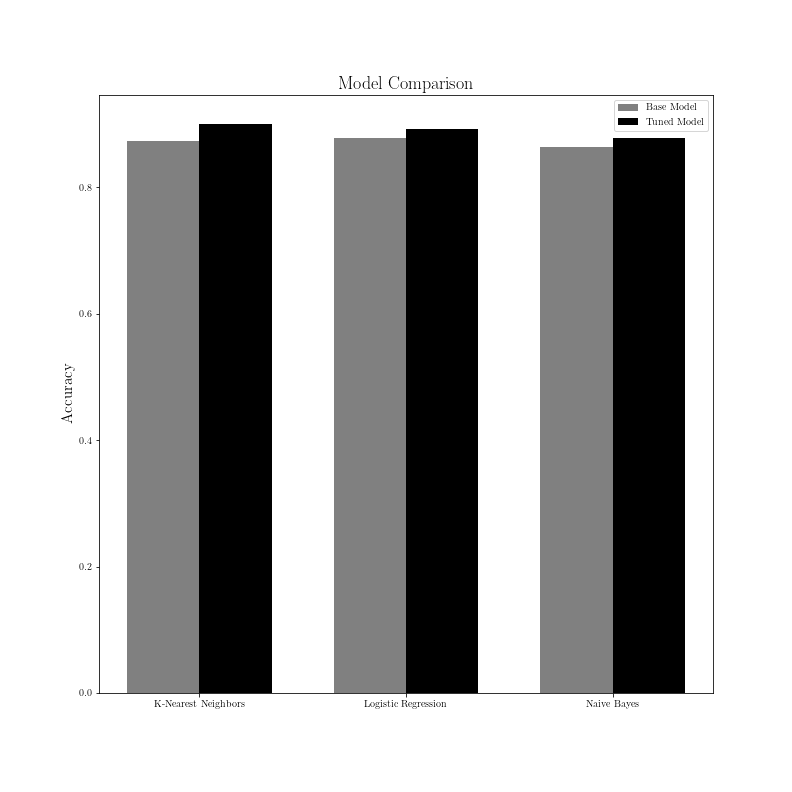 Model Comparison
Base Model
Tuned Model
Accuracy
0.8
0.6
0.4
0.2
0.0
K-Nearest Neighbors
Logistic Regression
Naive Bayes